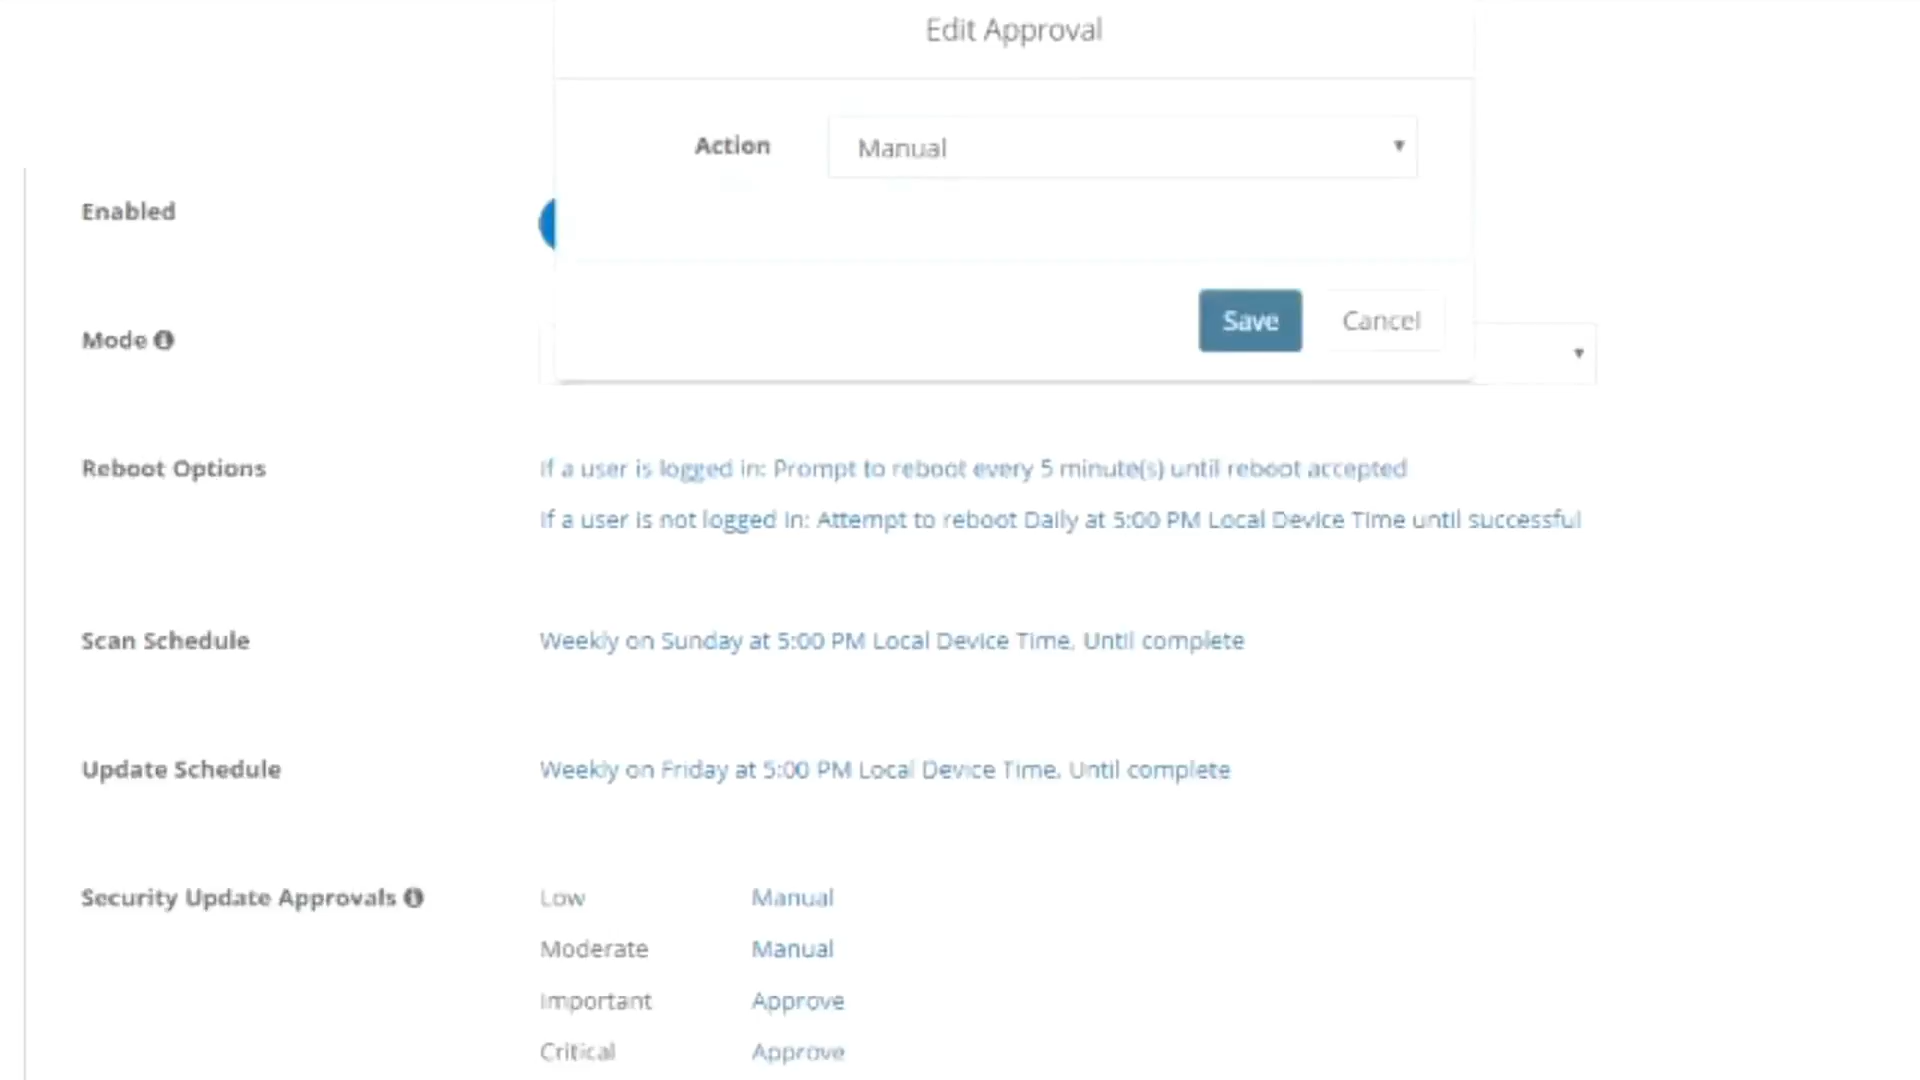 Edit Approval
Action
Manual
Enabled
Save
Cancel
Mode
Reboot Options
If a user is logged in: Prompt to reboot every 5 minute(s) until reboot accepted
If a user is not logged in: Attempt to reboot Daily at 5:00 PM Local Device Time until successful
Scan Schedule
Weekly on Sunday at 5:00 PM Local Device Time, Until complete
Update Schedule
Weekly on Friday at 5:00 PM Local Device Time, Until complete
Security Update Approvals
Low Manual
Moderate Manual
Important Approve
Critical Approve